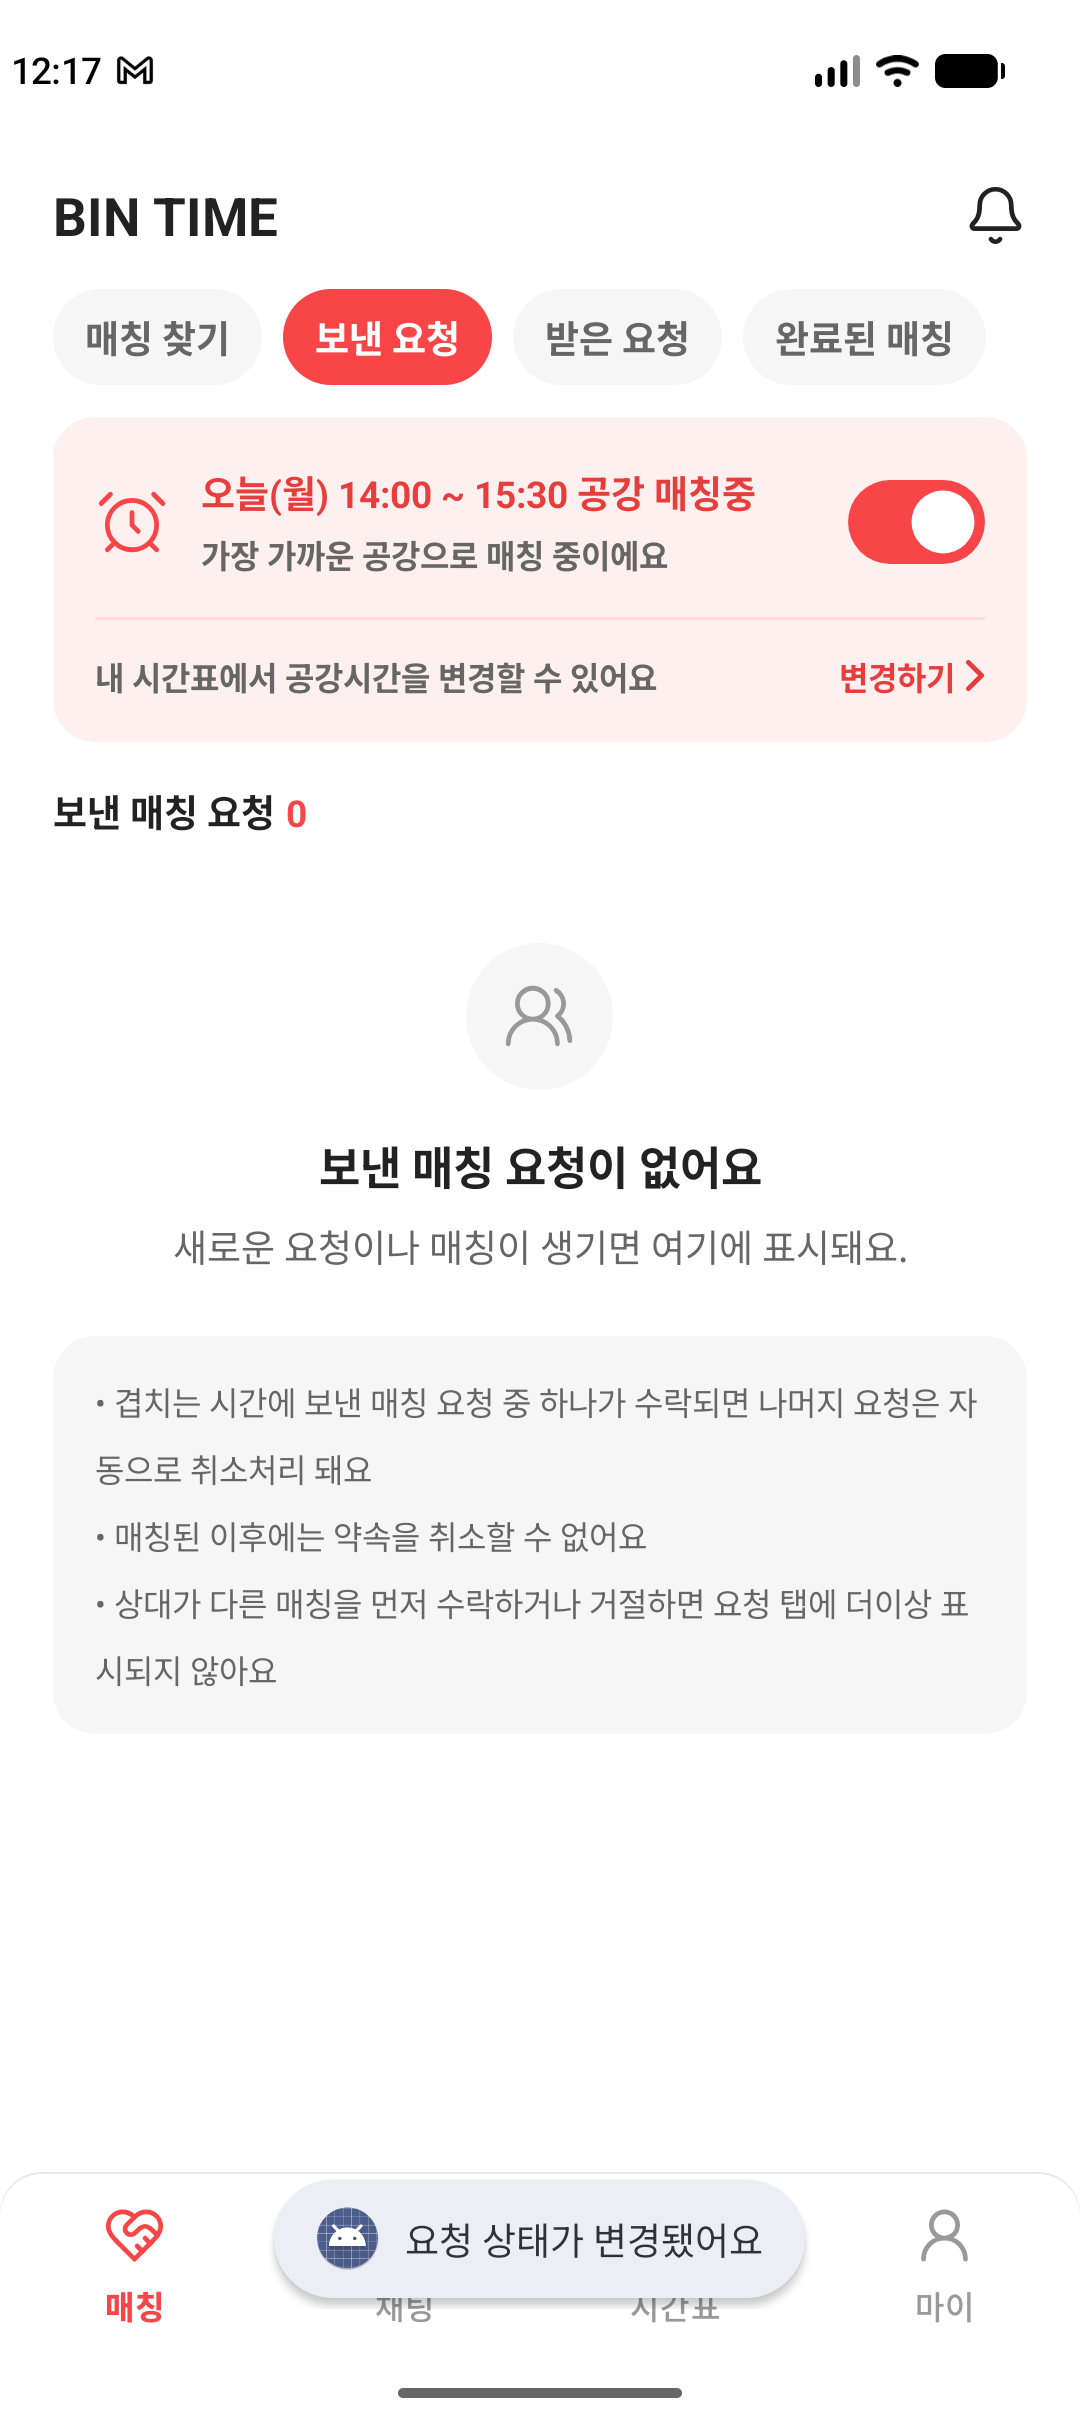 12:17
BIN TIME
매칭 찾기
보낸 요청
받은 요청
완료된 매칭
오늘(월) 14:00 ~ 15:30 공강 매칭중
가장 가까운 공강으로 매칭 중이에요
내 시간표에서 공강시간을 변경할 수 있어요
변경하기
보낸 매칭 요청 0
보낸 매칭 요청이 없어요
새로운 요청이나 매칭이 생기면 여기에 표시돼요.
• 겹치는 시간에 보낸 매칭 요청 중 하나가 수락되면 나머지 요청은 자
동으로 취소처리 돼요
• 매칭된 이후에는 약속을 취소할 수 없어요
• 상대가 다른 매칭을 먼저 수락하거나 거절하면 요청 탭에 더이상 표
시되지 않아요
요청 상태가 변경됐어요
매칭
채팅
시간표
마이